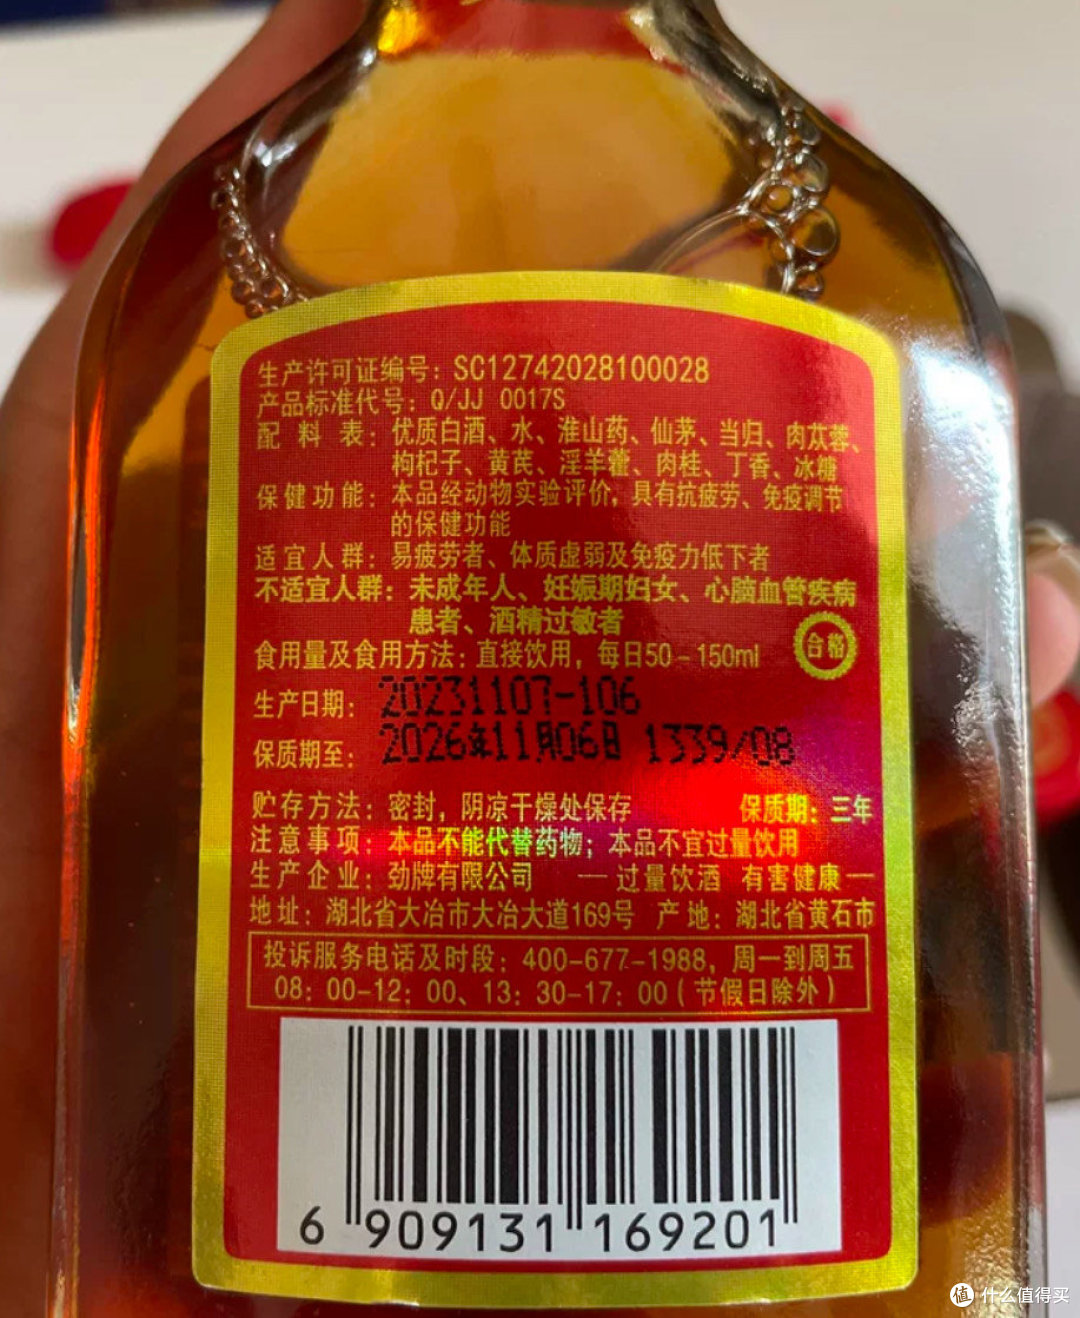 生产许可证编号：SC12742028100028
产品标准代号：Q/JJ 0017S
配料表：优质白酒、水、淮山药、仙茅、当归、肉苁蓉、
枸杞子、黄芪、淫羊藿、肉桂、丁香、冰糖
保健功能：本品经动物实验评价，具有抗疲劳、免疫调节
的保健功能
适宜人群：易疲劳者、体质虚弱及免疫力低下者
不适宜人群：未成年人、妊娠期妇女、心脑血管疾病
患者、酒精过敏者
合格
食用量及食用方法：直接饮用，每日50-150ml
生产日期：20231107-106
保质期至：2026年11月06日 1339/08
贮存方法：密封，阴凉干燥处保存 保质期：三年
注意事项：本品不能代替药物；本品不宜过量饮用
生产企业：劲牌有限公司 —过量饮酒 有害健康—
地址：湖北省大冶市大冶大道169号 产地：湖北省黄石市
投诉服务电话及时段：400-677-1988，周一到周五
08：00-12：00、13：30-17：00（节假日除外）
6 909131 169201
值 什么值得买